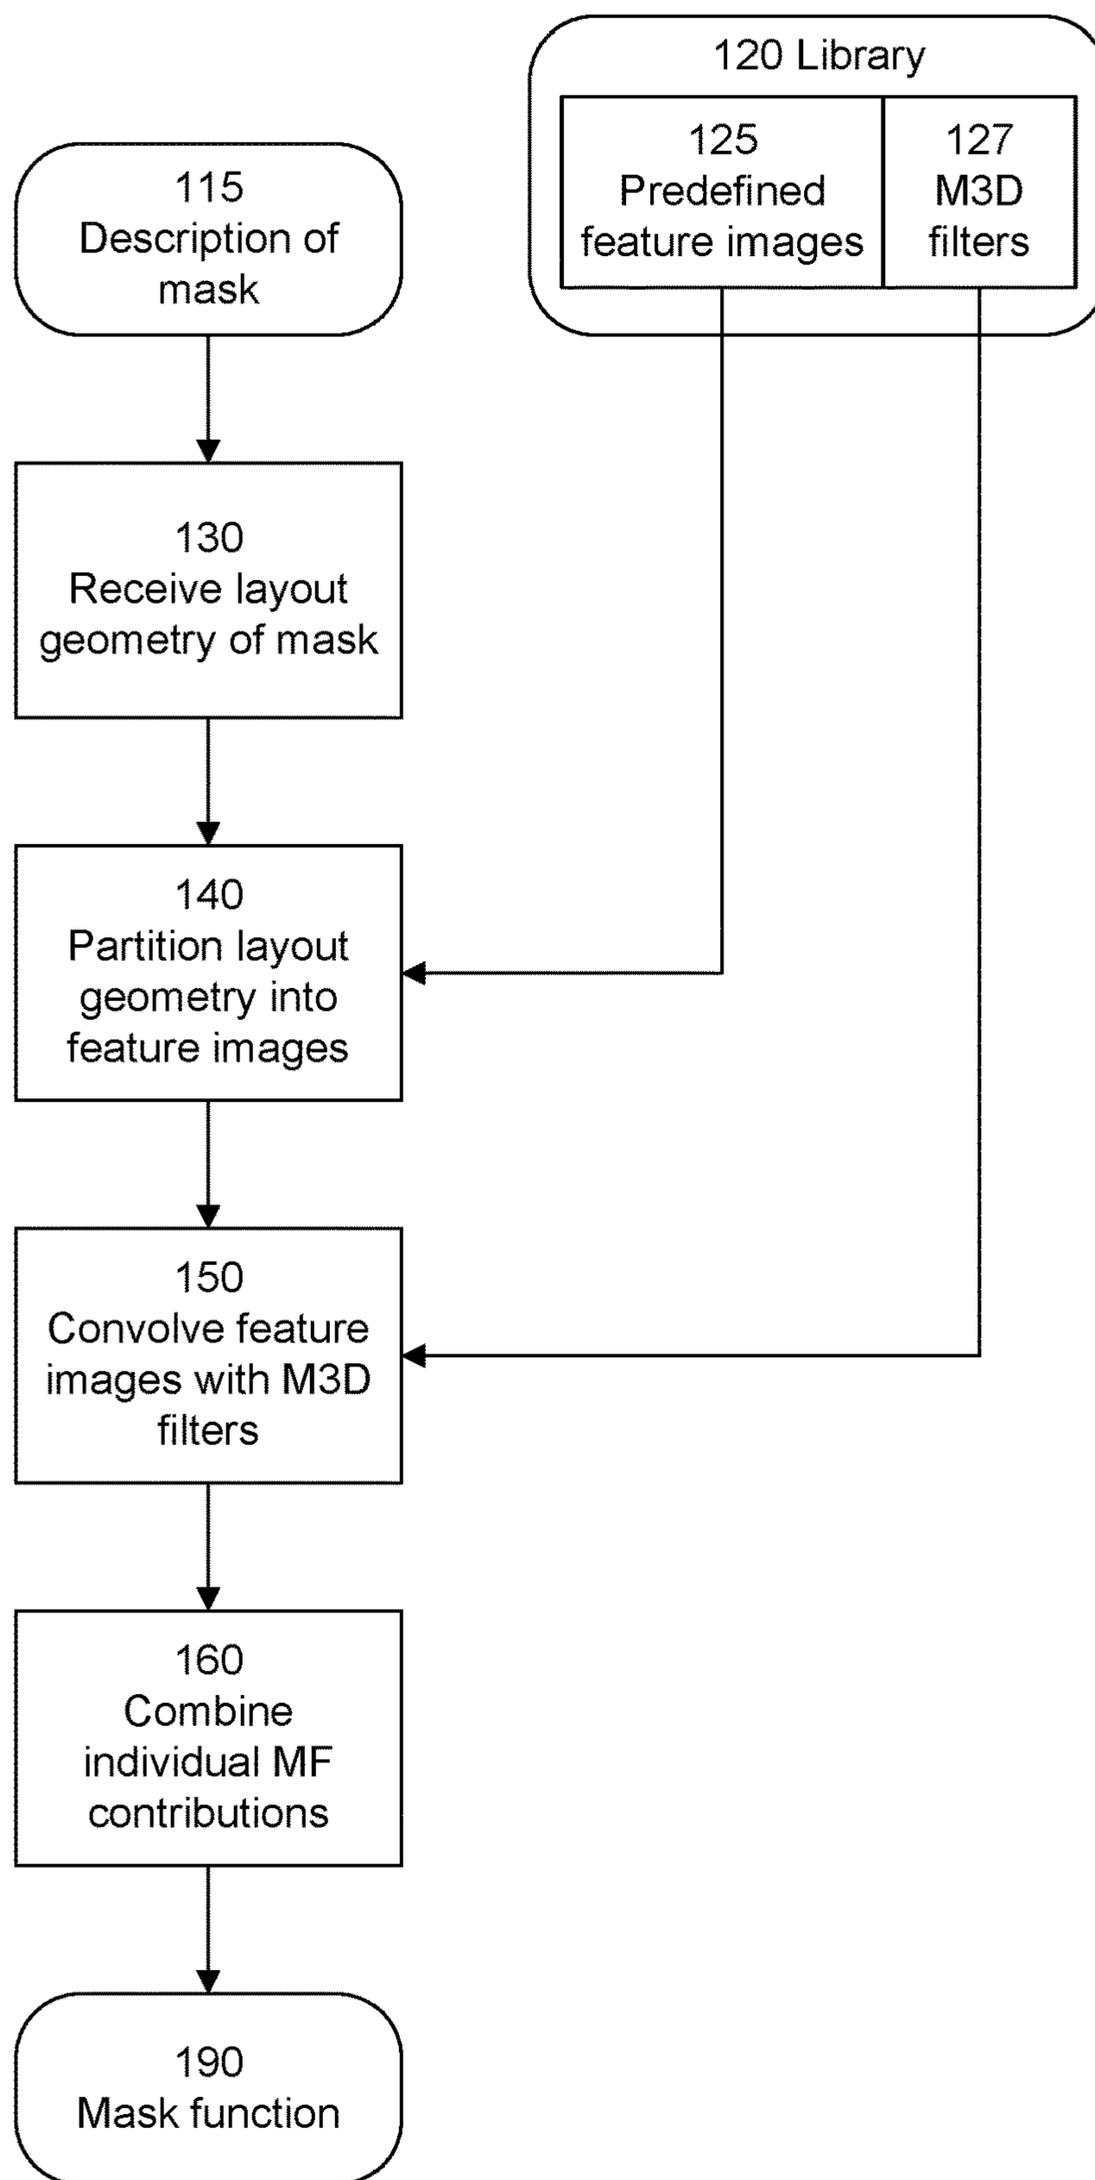 120 Library
125
Predefined
feature images
127
M3D
filters
115
Description of
mask
130
Receive layout
geometry of mask
140
Partition layout
geometry into
feature images
150
Convolve feature
images with M3D
filters
160
Combine
individual MF
contributions
190
Mask function